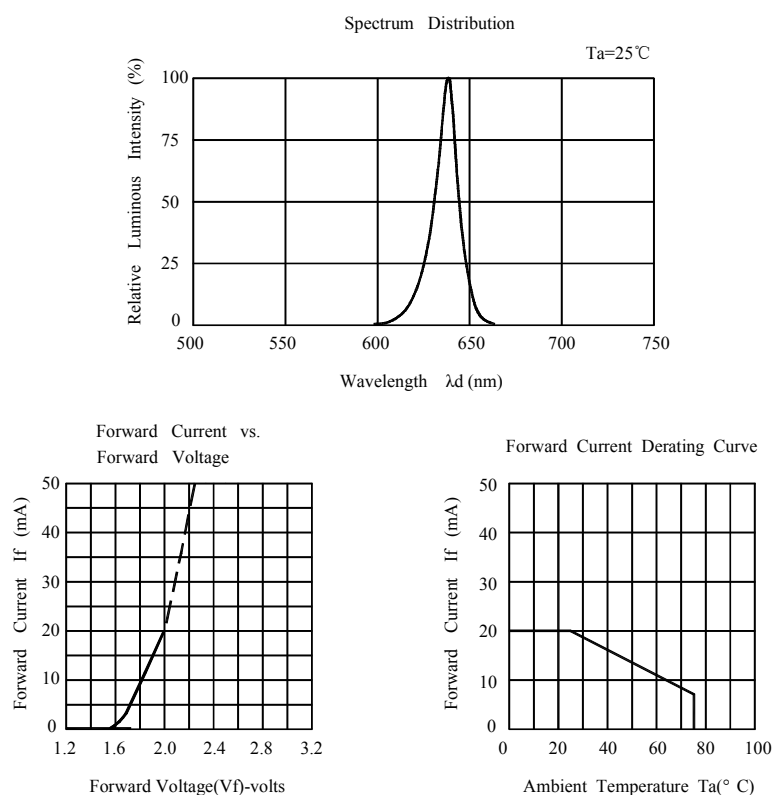 Spectrum Distribution
Ta=25℃
Relative Luminous Intensity (%)
100
75
50
25
0
500 550 600 650 700 750
Wavelength λd (nm)
Forward Current vs.
Forward Voltage
Forward Current If (mA)
50
40
30
20
10
0
1.2 1.6 2.0 2.4 2.8 3.2
Forward Voltage(Vf)-volts
Forward Current Derating Curve
Forward Current If (mA)
50
40
30
20
10
0
0 20 40 60 80 100
Ambient Temperature Ta(° C)